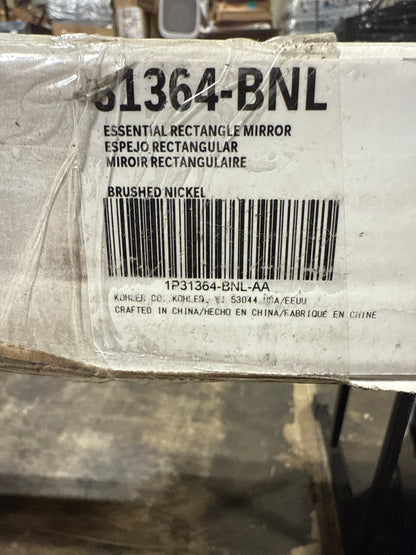 31364-BNL
ESSENTIAL RECTANGLE MIRROR
ESPEJO RECTANGULAR
MIROIR RECTANGULAIRE
BRUSHED NICKEL
1P31364-BNL-AA
KOHLER CO. KOHLER, WI 53044 USA/EEUU
CRAFTED IN CHINA/HECHO EN CHINA/FABRIQUÉ EN CHINE